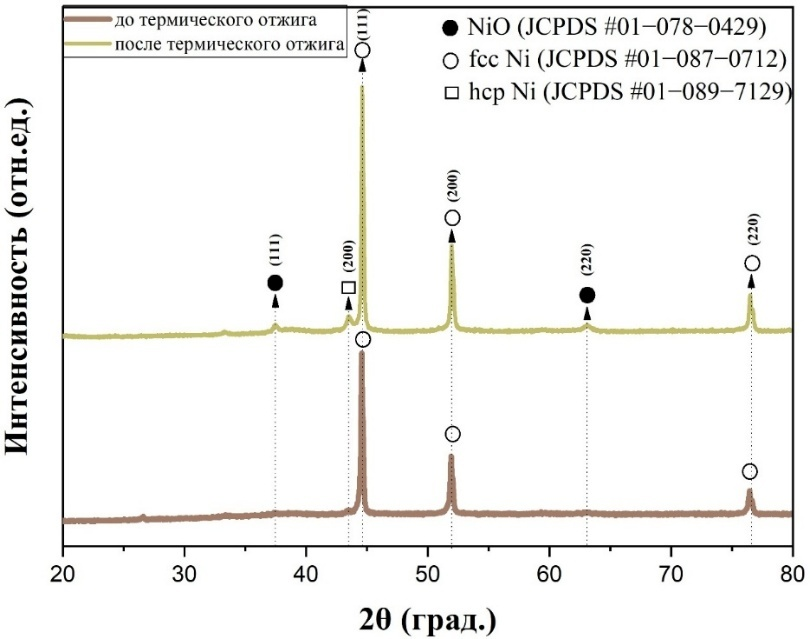 до термического отжига
после термического отжига
NiO (JCPDS #01−078−0429)
fcc Ni (JCPDS #01−087−0712)
hcp Ni (JCPDS #01−089−7129)
(111)
(200)
(111)
(200)
(220)
(220)
Интенсивность (отн.ед.)
20 30 40 50 60 70 80
2θ (град.)